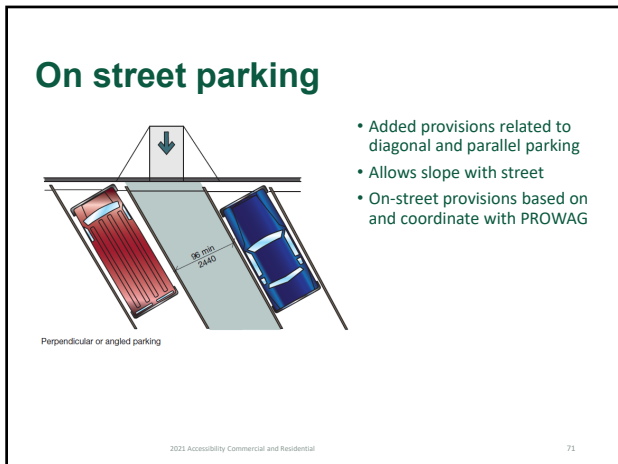 On street parking
• Added provisions related to
diagonal and parallel parking
• Allows slope with street
• On-street provisions based on
and coordinate with PROWAG
96 min
2440
Perpendicular or angled parking
2021 Accessibility Commercial and Residential
71